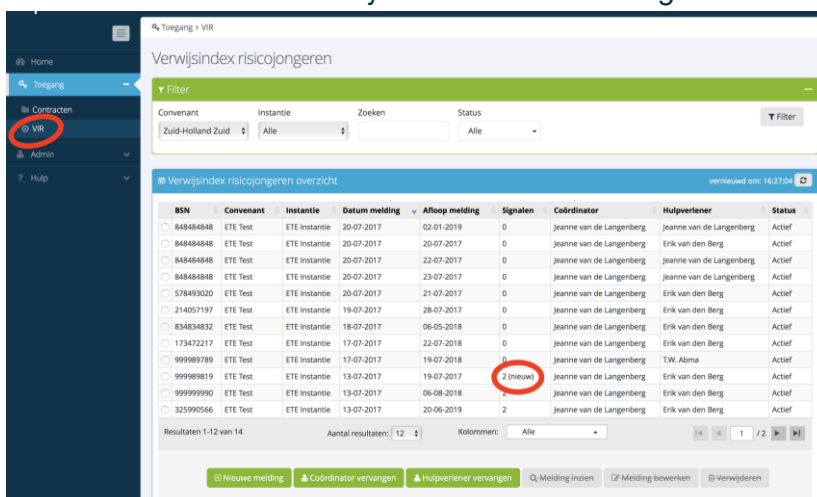 Toegang > VIR
Home
Toegang
Contracten
VIR
Admin
Hulp
Verwijsindex risicojongeren
Filter
Convenant Instantie Zoeken Status
Zuid-Holland Zuid Alle Alle Filter
Verwijsindex risicojongeren overzicht vernieuwd om: 16:27:04
BSN Convenant Instantie Datum melding Afloop melding Signalen Coördinator Hulpverlener Status
848484848 ETE Test ETE Instantie 20-07-2017 02-01-2019 0 Jeanne van de Langenberg Jeanne van de Langenberg Actief
848484848 ETE Test ETE Instantie 20-07-2017 20-07-2017 0 Jeanne van de Langenberg Erik van den Berg Actief
848484848 ETE Test ETE Instantie 20-07-2017 22-07-2017 0 Jeanne van de Langenberg Jeanne van de Langenberg Actief
848484848 ETE Test ETE Instantie 20-07-2017 23-07-2017 0 Jeanne van de Langenberg Jeanne van de Langenberg Actief
578493020 ETE Test ETE Instantie 20-07-2017 21-07-2017 0 Jeanne van de Langenberg Erik van den Berg Actief
214057197 ETE Test ETE Instantie 19-07-2017 28-07-2017 0 Jeanne van de Langenberg Erik van den Berg Actief
834834832 ETE Test ETE Instantie 18-07-2017 06-05-2018 0 Jeanne van de Langenberg Erik van den Berg Actief
173472217 ETE Test ETE Instantie 17-07-2017 22-07-2018 0 Jeanne van de Langenberg Erik van den Berg Actief
999989789 ETE Test ETE Instantie 17-07-2017 19-07-2018 0 Jeanne van de Langenberg T.W. Abma Actief
999989819 ETE Test ETE Instantie 13-07-2017 19-07-2017 2 (nieuw) Jeanne van de Langenberg Erik van den Berg Actief
999999990 ETE Test ETE Instantie 13-07-2017 06-08-2018 2 Jeanne van de Langenberg Erik van den Berg Actief
325990566 ETE Test ETE Instantie 13-07-2017 20-06-2019 2 Jeanne van de Langenberg Erik van den Berg Actief
Resultaten 1-12 van 14 Aantal resultaten: 12 Kolommen: Alle 1 / 2
Nieuwe melding Coördinator vervangen Hulpverlener vervangen Melding inzien Melding bewerken Verwijderen